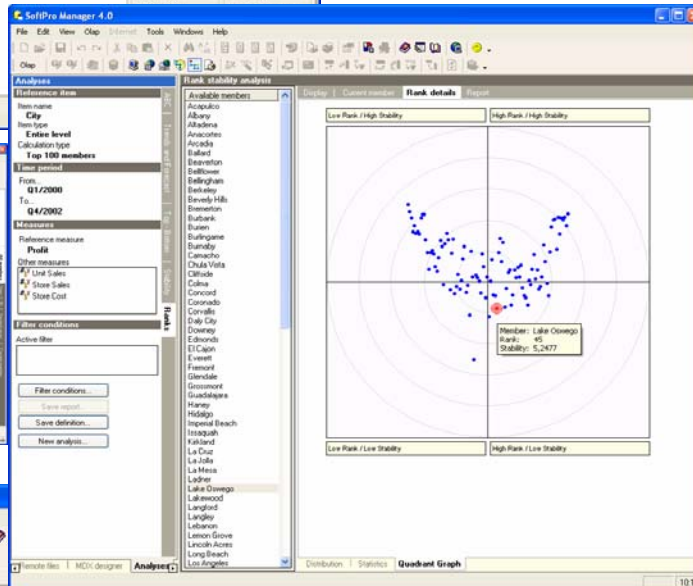 SoftPro Manager 4.0
File Edit View Olap Internet Tools Windows Help
Olap
Analyses
Reference item
Item name
City
Item type
Entire level
Calculation type
Top 100 members
Time period
From...
Q1/2000
To...
Q4/2002
Measures
Reference measure
Profit
Other measures
Unit Sales
Store Sales
Store Cost
Filter conditions
Active filter
Filter conditions...
Save report...
Save definition...
New analysis...
Remote files MDX designer Analyses
ABC
Trends and Forecast
Top - Bottom
Stability
Ranks
Rank stability analysis
Available members
Acapulco
Albany
Altadena
Anacortes
Arcadia
Ballard
Beaverton
Bellflower
Bellingham
Berkeley
Beverly Hills
Bremerton
Burbank
Burien
Burlingame
Burnaby
Camacho
Chula Vista
Cliffside
Colma
Concord
Coronado
Corvallis
Daly City
Downey
Edmonds
El Cajon
Everett
Fremont
Glendale
Grossmont
Guadalajara
Haney
Hidalgo
Imperial Beach
Issaquah
Kirkland
La Cruz
La Jolla
La Mesa
Ladner
Lake Oswego
Lakewood
Langford
Langley
Lebanon
Lemon Grove
Lincoln Acres
Long Beach
Los Angeles
Display Current member Rank details Report
Low Rank / High Stability
High Rank / High Stability
Member: Lake Oswego
Rank: 45
Stability: 5,2477
Low Rank / Low Stability
High Rank / Low Stability
Distribution Statistics Quadrant Graph